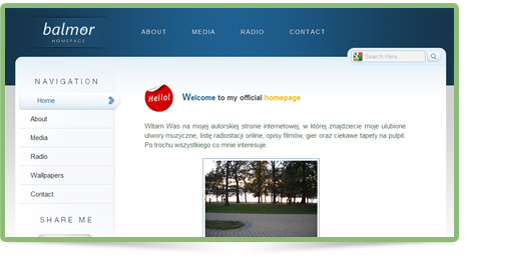 balmor
HOMEPAGE
ABOUT MEDIA RADIO CONTACT
Search Here...
NAVIGATION
Home
About
Media
Radio
Wallpapers
Contact
SHARE ME
Hello!
Welcome to my official homepage
Witam Was na mojej autorskiej stronie internetowej, w której znajdziecie moje ulubione
utwory muzyczne, listę radiostacji online, opisy filmów, gier oraz ciekawe tapety na pulpit.
Po trochu wszystkiego co mnie interesuje.